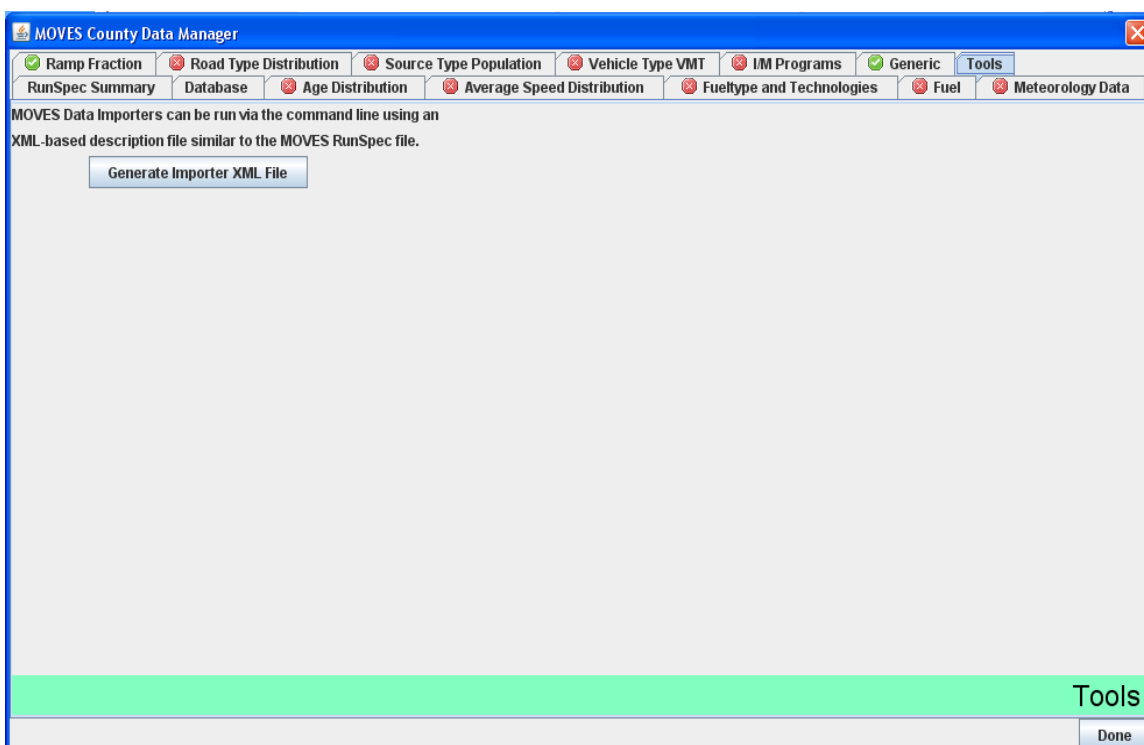 MOVES County Data Manager
Ramp Fraction Road Type Distribution Source Type Population Vehicle Type VMT I/M Programs Generic Tools
RunSpec Summary Database Age Distribution Average Speed Distribution Fueltype and Technologies Fuel Meteorology Data
MOVES Data Importers can be run via the command line using an
XML-based description file similar to the MOVES RunSpec file.
Generate Importer XML File
Tools
Done